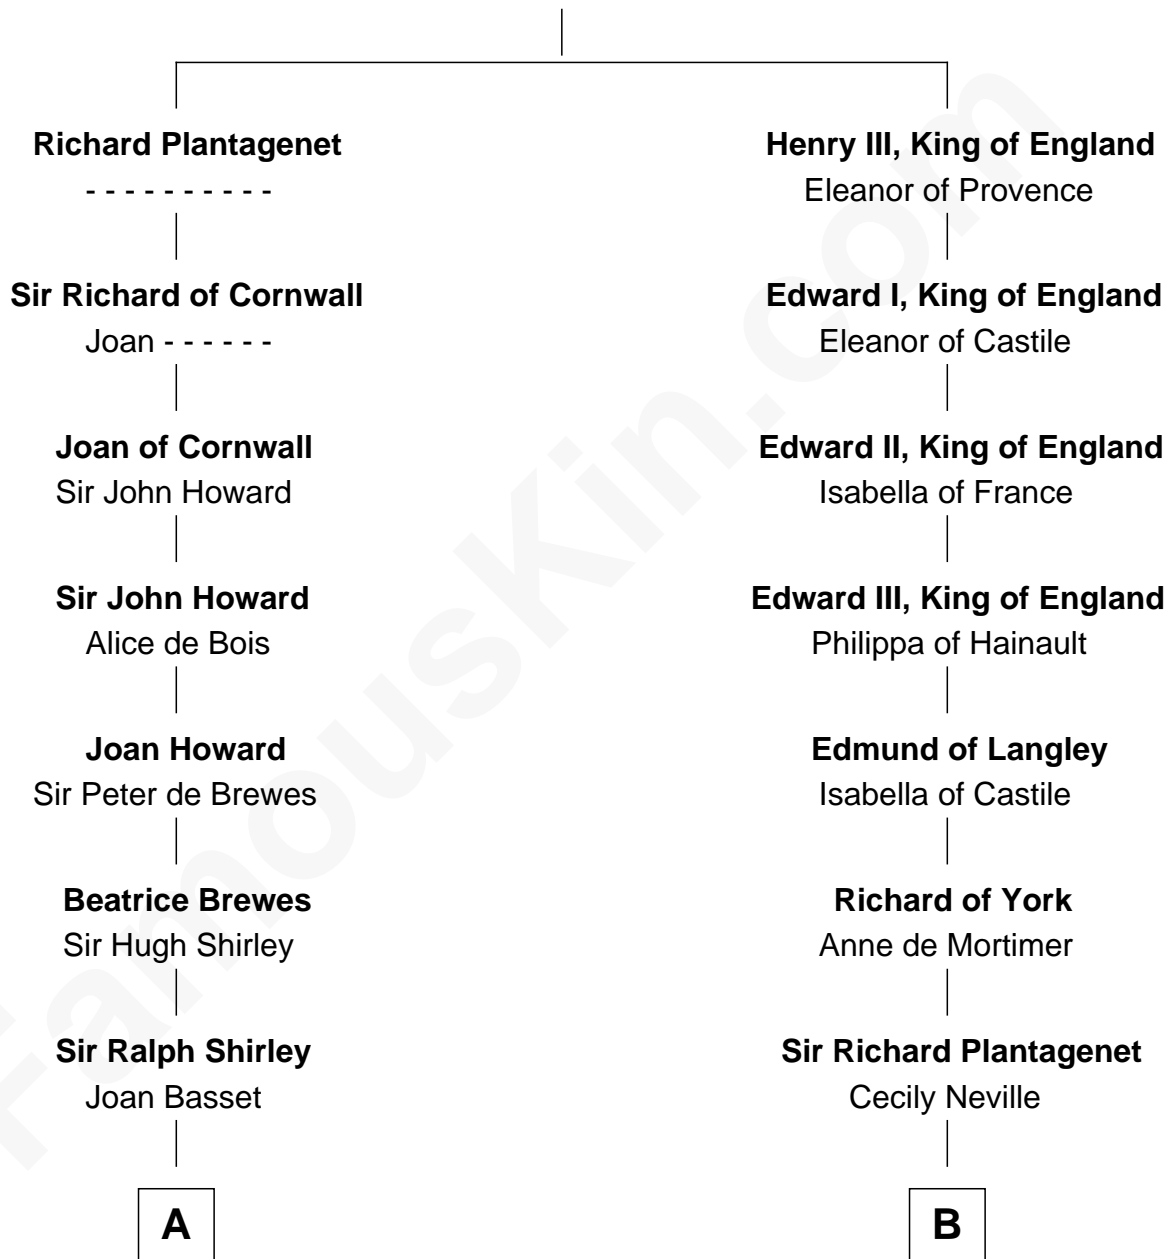 Richard Plantagenet
- - - - - - - - - -
Sir Richard of Cornwall
Joan - - - - - -
Joan of Cornwall
Sir John Howard
Sir John Howard
Alice de Bois
Joan Howard
Sir Peter de Brewes
Beatrice Brewes
Sir Hugh Shirley
Sir Ralph Shirley
Joan Basset
A
Henry III, King of England
Eleanor of Provence
Edward I, King of England
Eleanor of Castile
Edward II, King of England
Isabella of France
Edward III, King of England
Philippa of Hainault
Edmund of Langley
Isabella of Castile
Richard of York
Anne de Mortimer
Sir Richard Plantagenet
Cecily Neville
B
FamousKin.com